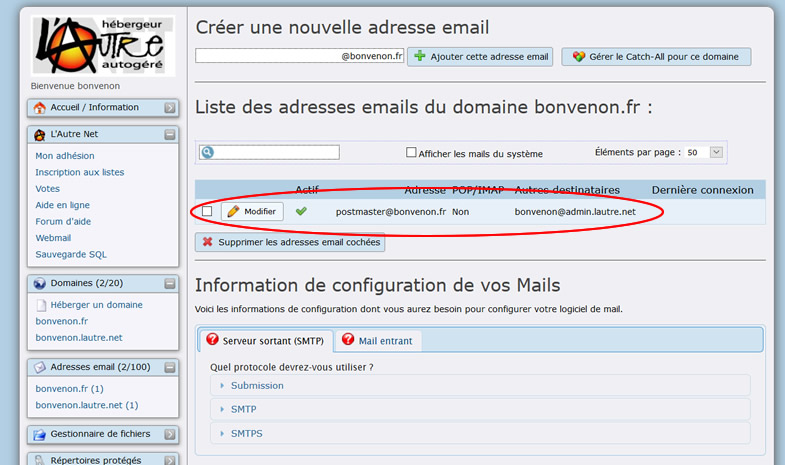 hébergeur
L'AUTRE
autogéré
NET
Bienvenue bonvenon
Accueil / Information
L'Autre Net
Mon adhésion
Inscription aux listes
Votes
Aide en ligne
Forum d'aide
Webmail
Sauvegarde SQL
Domaines (2/20)
Héberger un domaine
bonvenon.fr
bonvenon.lautre.net
Adresses email (2/100)
bonvenon.fr (1)
bonvenon.lautre.net (1)
Gestionnaire de fichiers
Répertoires protégés
Créer une nouvelle adresse email
@bonvenon.fr Ajouter cette adresse email Gérer le Catch-All pour ce domaine
Liste des adresses emails du domaine bonvenon.fr :
Afficher les mails du système Éléments par page : 50
Actif Adresse POP/IMAP Autres destinataires Dernière connexion
Modifier postmaster@bonvenon.fr Non bonvenon@admin.lautre.net
Supprimer les adresses email cochées
Information de configuration de vos Mails
Voici les informations de configuration dont vous aurez besoin pour configurer votre logiciel de mail.
Serveur sortant (SMTP) Mail entrant
Quel protocole devrez-vous utiliser ?
Submission
SMTP
SMTPS